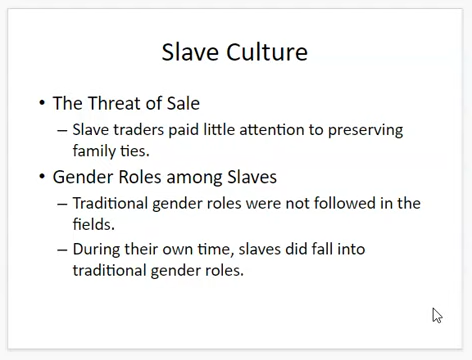 Slave Culture
• The Threat of Sale
– Slave traders paid little attention to preserving
family ties.
• Gender Roles among Slaves
– Traditional gender roles were not followed in the
fields.
– During their own time, slaves did fall into
traditional gender roles.